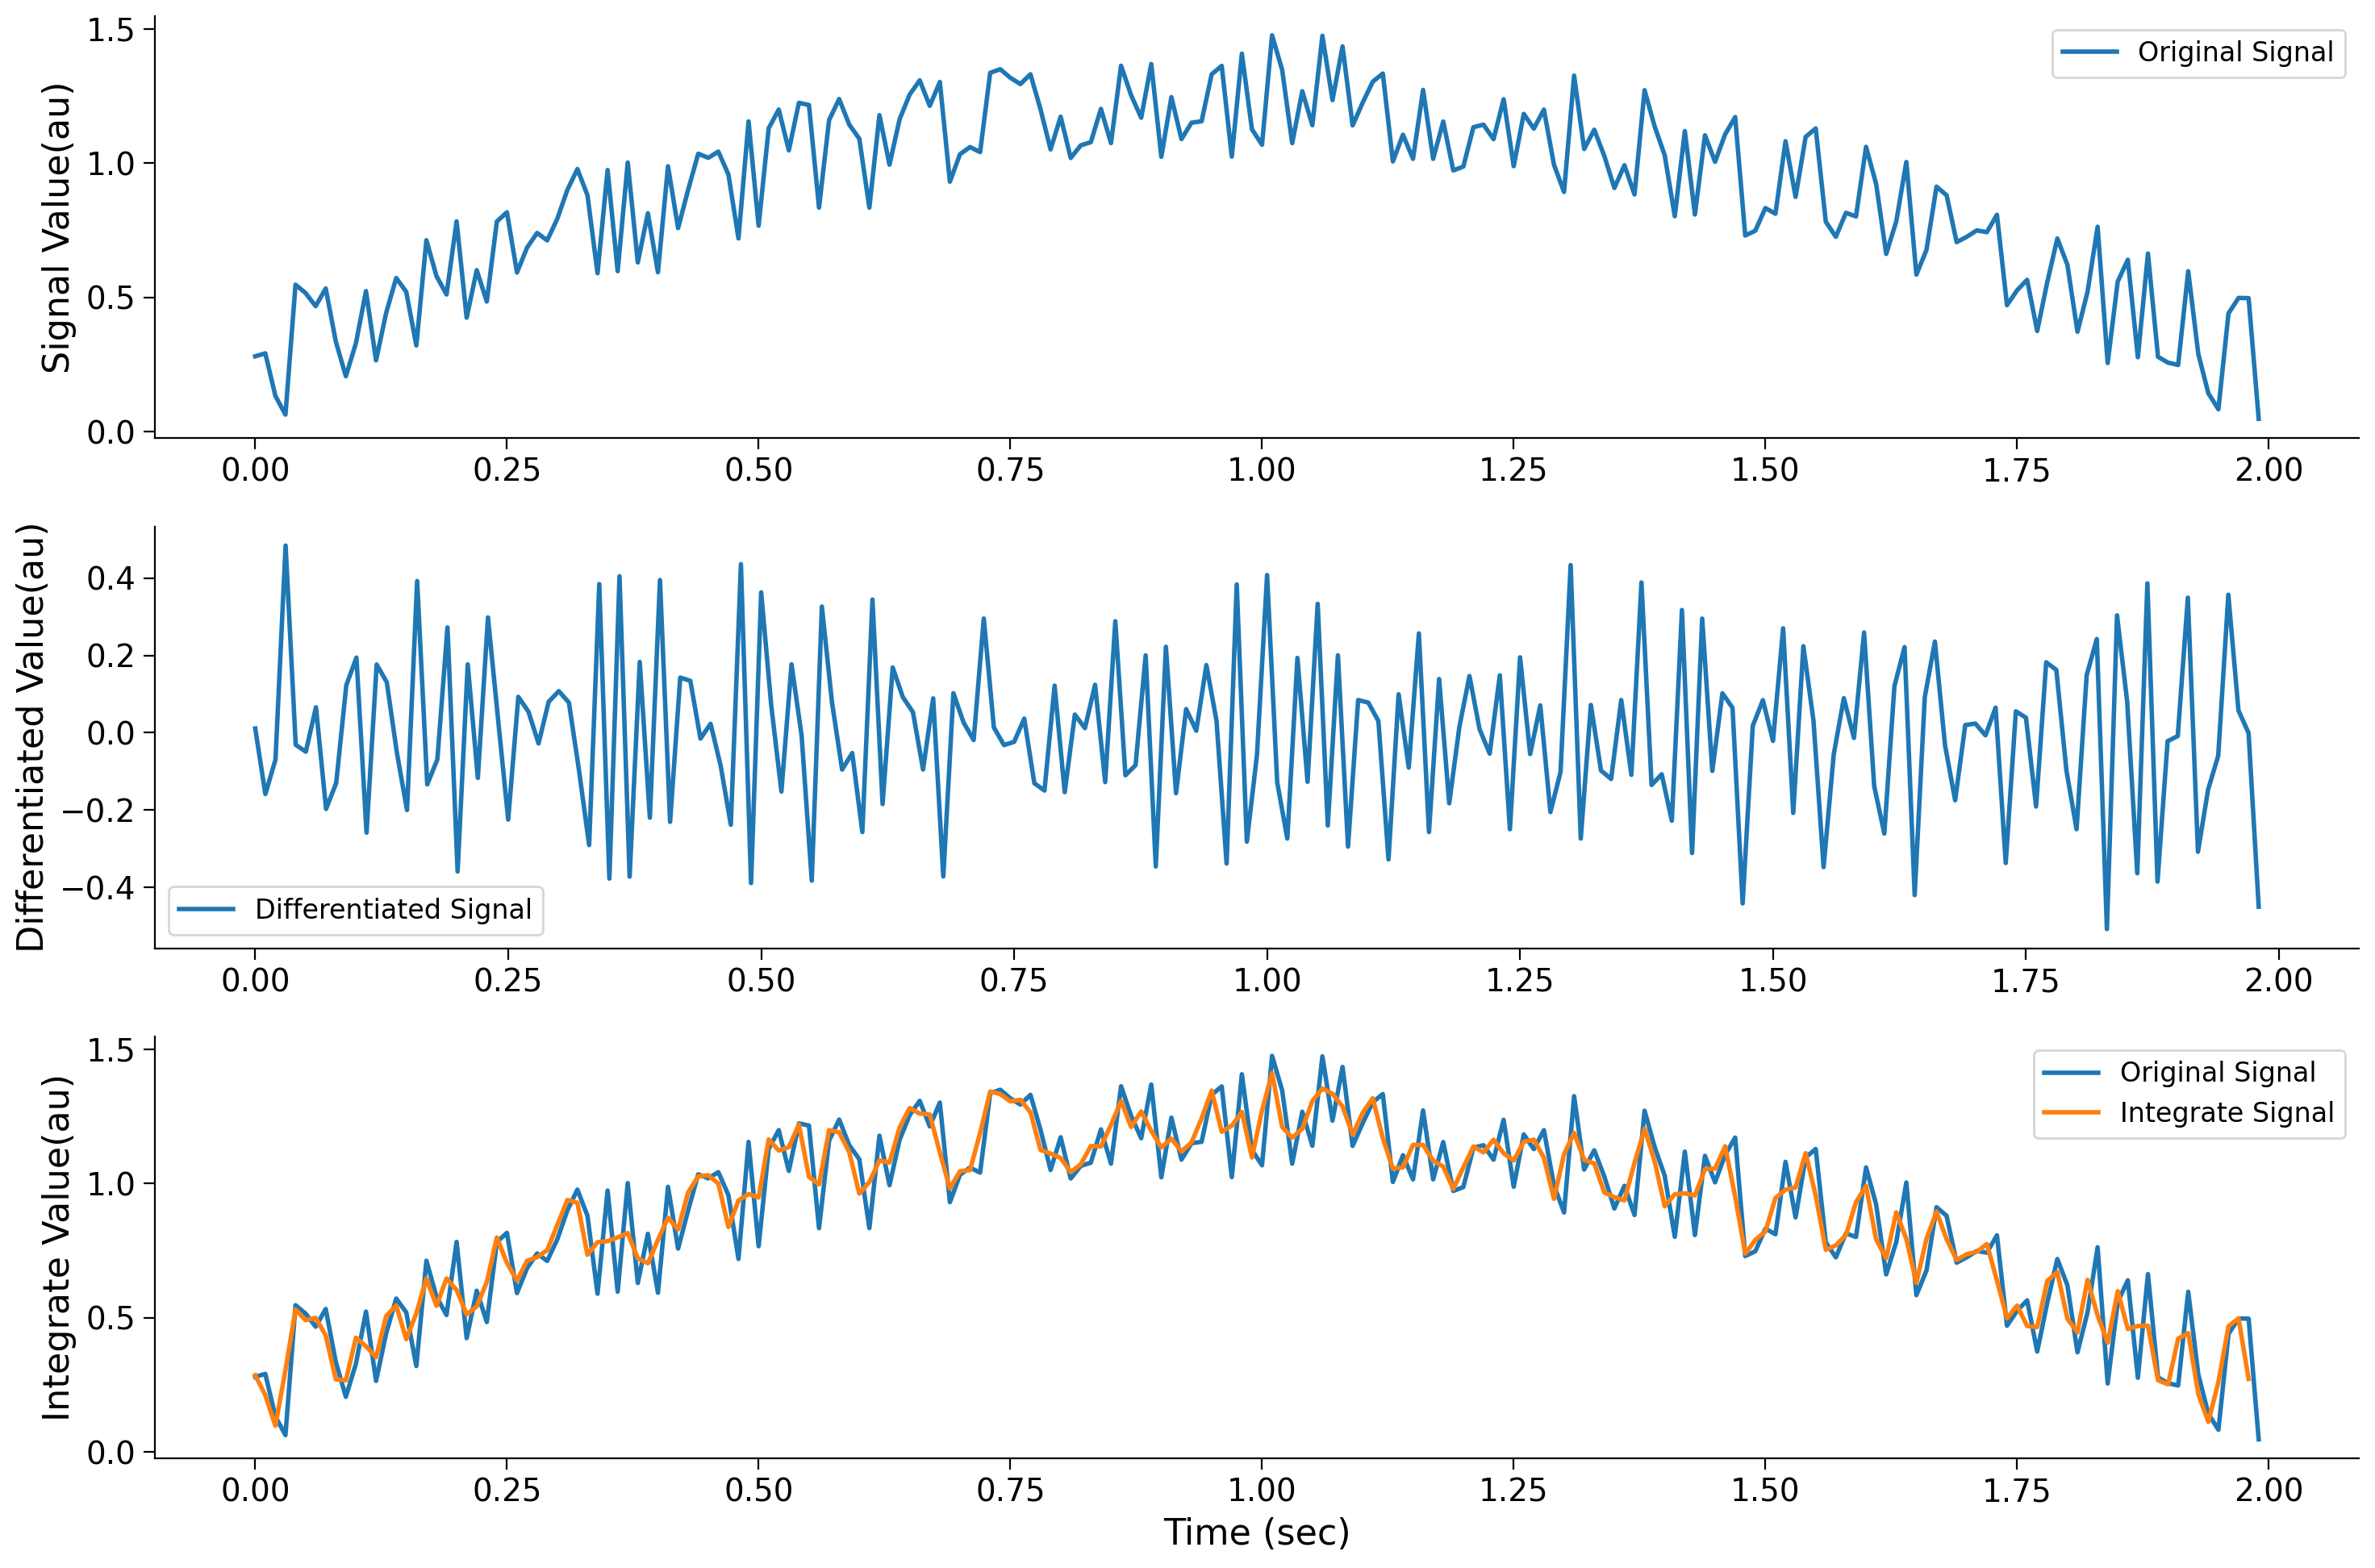 Signal Value(au)
1.5
1.0
0.5
0.0
Original Signal
0.00 0.25 0.50 0.75 1.00 1.25 1.50 1.75 2.00
Differentiated Value(au)
0.4
0.2
0.0
−0.2
−0.4
Differentiated Signal
0.00 0.25 0.50 0.75 1.00 1.25 1.50 1.75 2.00
Integrate Value(au)
1.5
1.0
0.5
0.0
Original Signal
Integrate Signal
0.00 0.25 0.50 0.75 1.00 1.25 1.50 1.75 2.00
Time (sec)